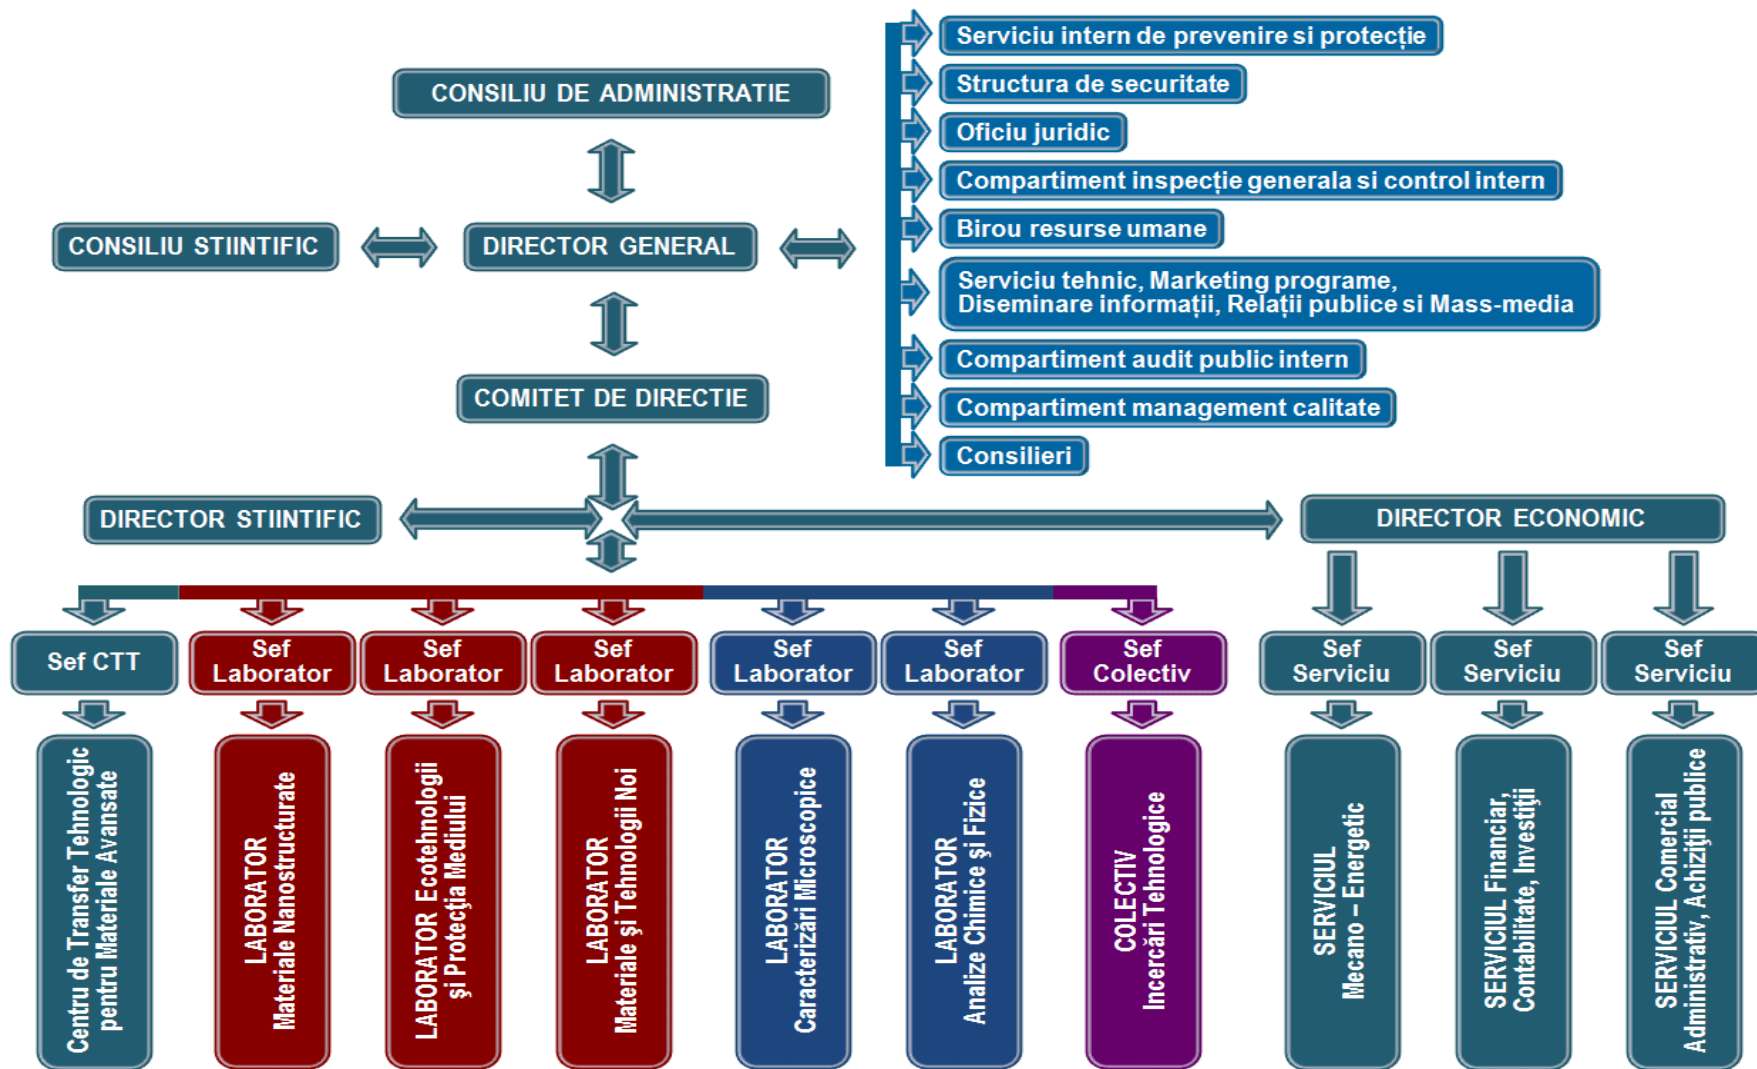 CONSILIU DE ADMINISTRATIE
CONSILIU STIINTIFIC
DIRECTOR GENERAL
COMITET DE DIRECTIE
Serviciu intern de prevenire si protecție
Structura de securitate
Oficiu juridic
Compartiment inspecție generala si control intern
Birou resurse umane
Serviciu tehnic, Marketing programe,
Diseminare informații, Relații publice si Mass-media
Compartiment audit public intern
Compartiment management calitate
Consilieri
DIRECTOR STIINTIFIC
DIRECTOR ECONOMIC
Sef CTT
Sef
Laborator
Sef
Laborator
Sef
Laborator
Sef
Laborator
Sef
Laborator
Sef
Colectiv
Sef
Serviciu
Sef
Serviciu
Sef
Serviciu
Centru de Transfer Tehnologic
pentru Materiale Avansate
LABORATOR
Materiale Nanostructurate
LABORATOR Ecotehnologii
şi Protecţia Mediului
LABORATOR
Materiale şi Tehnologii Noi
LABORATOR
Caracterizări Microscopice
LABORATOR
Analize Chimice şi Fizice
COLECTIV
Incercări Tehnologice
SERVICIUL
Mecano – Energetic
SERVICIUL Financiar,
Contabilitate, Investiţii
SERVICIUL Comercial
Administrativ, Achiziţii publice